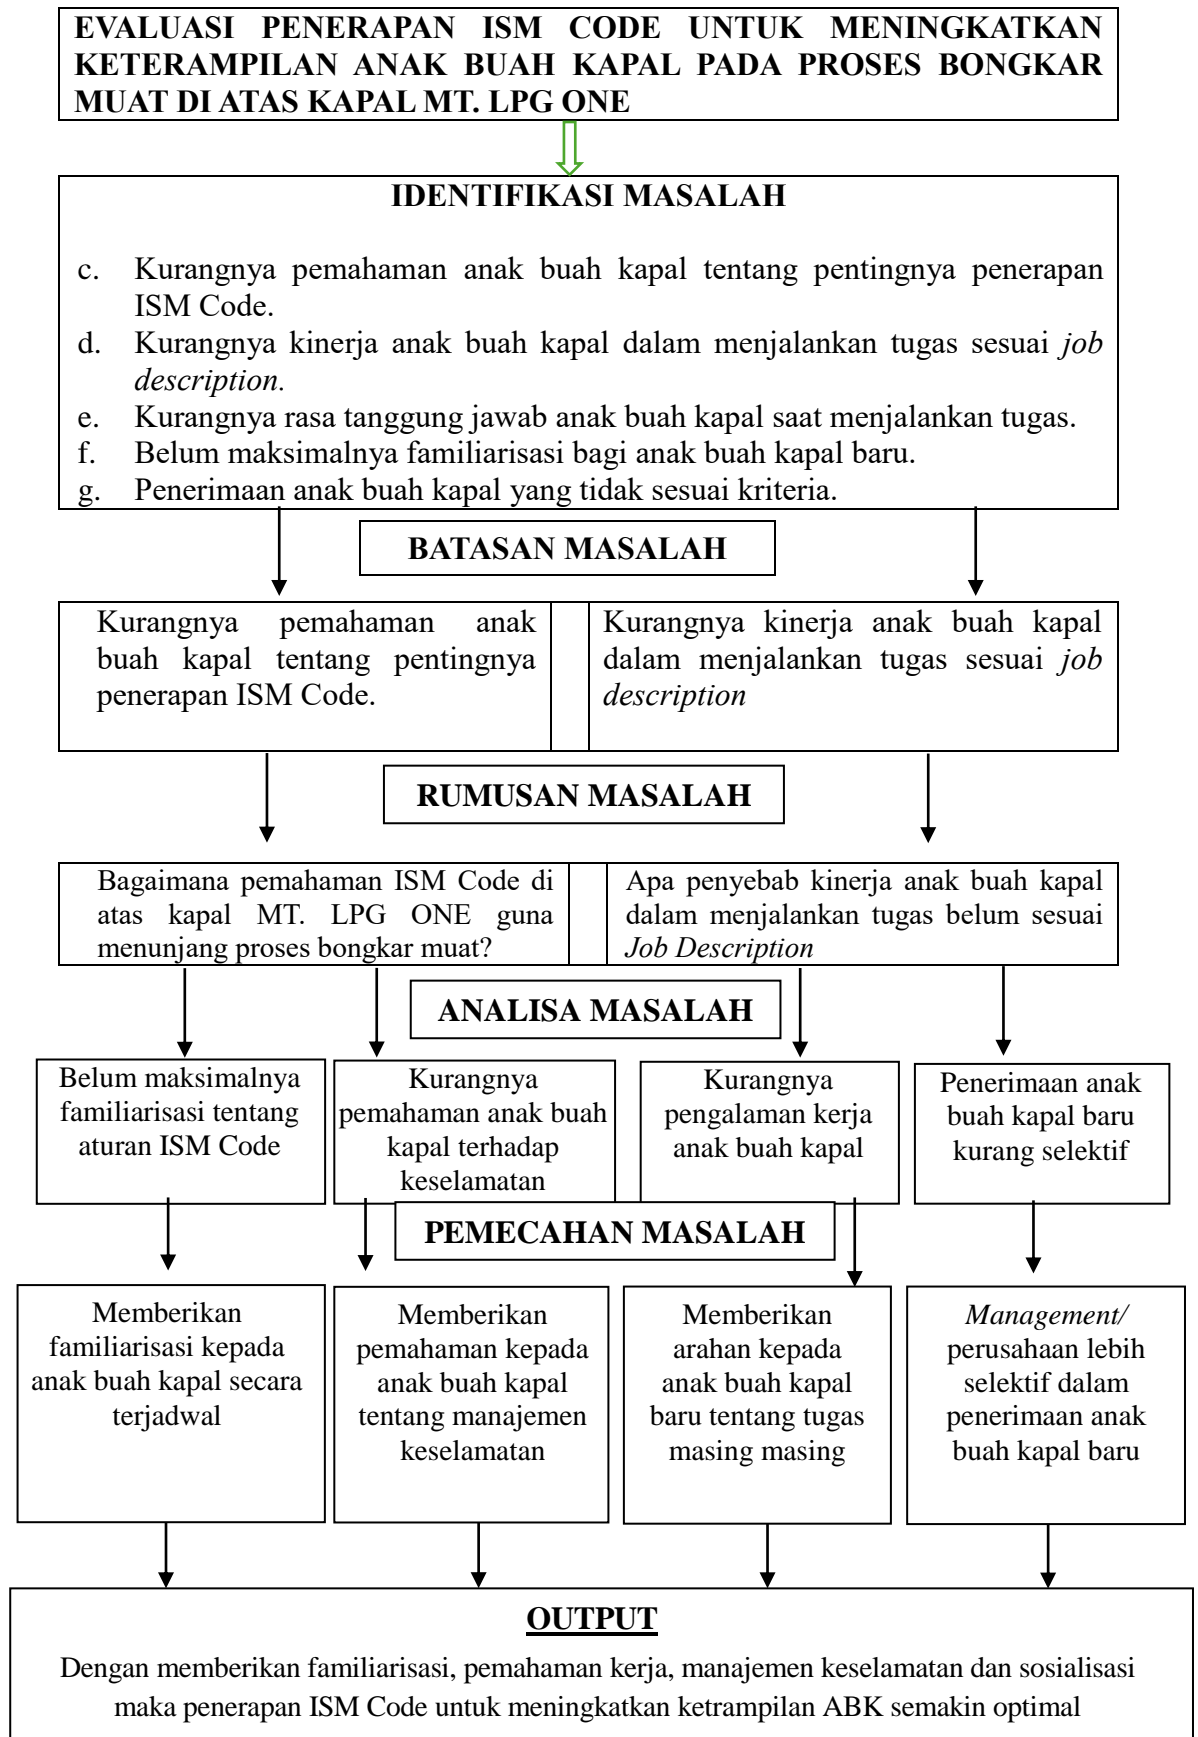 EVALUASI PENERAPAN ISM CODE UNTUK MENINGKATKAN
KETERAMPILAN ANAK BUAH KAPAL PADA PROSES BONGKAR
MUAT DI ATAS KAPAL MT. LPG ONE
IDENTIFIKASI MASALAH
c. Kurangnya pemahaman anak buah kapal tentang pentingnya penerapan
ISM Code.
d. Kurangnya kinerja anak buah kapal dalam menjalankan tugas sesuai job
description.
e. Kurangnya rasa tanggung jawab anak buah kapal saat menjalankan tugas.
f. Belum maksimalnya familiarisasi bagi anak buah kapal baru.
g. Penerimaan anak buah kapal yang tidak sesuai kriteria.
BATASAN MASALAH
Kurangnya pemahaman anak
buah kapal tentang pentingnya
penerapan ISM Code.
Kurangnya kinerja anak buah kapal
dalam menjalankan tugas sesuai job
description
RUMUSAN MASALAH
Bagaimana pemahaman ISM Code di
atas kapal MT. LPG ONE guna
menunjang proses bongkar muat?
Apa penyebab kinerja anak buah kapal
dalam menjalankan tugas belum sesuai
Job Description
ANALISA MASALAH
Belum maksimalnya
familiarisasi tentang
aturan ISM Code
Kurangnya
pemahaman anak buah
kapal terhadap
keselamatan
Kurangnya
pengalaman kerja
anak buah kapal
Penerimaan anak
buah kapal baru
kurang selektif
PEMECAHAN MASALAH
Memberikan
familiarisasi kepada
anak buah kapal secara
terjadwal
Memberikan
pemahaman kepada
anak buah kapal
tentang manajemen
keselamatan
Memberikan
arahan kepada
anak buah kapal
baru tentang tugas
masing masing
Management/
perusahaan lebih
selektif dalam
penerimaan anak
buah kapal baru
OUTPUT
Dengan memberikan familiarisasi, pemahaman kerja, manajemen keselamatan dan sosialisasi
maka penerapan ISM Code untuk meningkatkan ketrampilan ABK semakin optimal